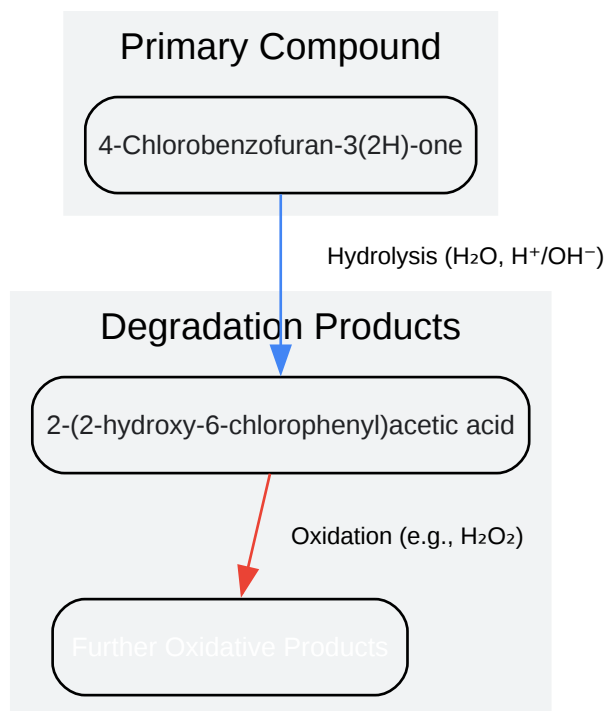 Primary Compound
4-Chlorobenzofuran-3(2H)-one
Hydrolysis (H₂O, H⁺/OH⁻)
Degradation Products
2-(2-hydroxy-6-chlorophenyl)acetic acid
Oxidation (e.g., H₂O₂)
Further Oxidative Products